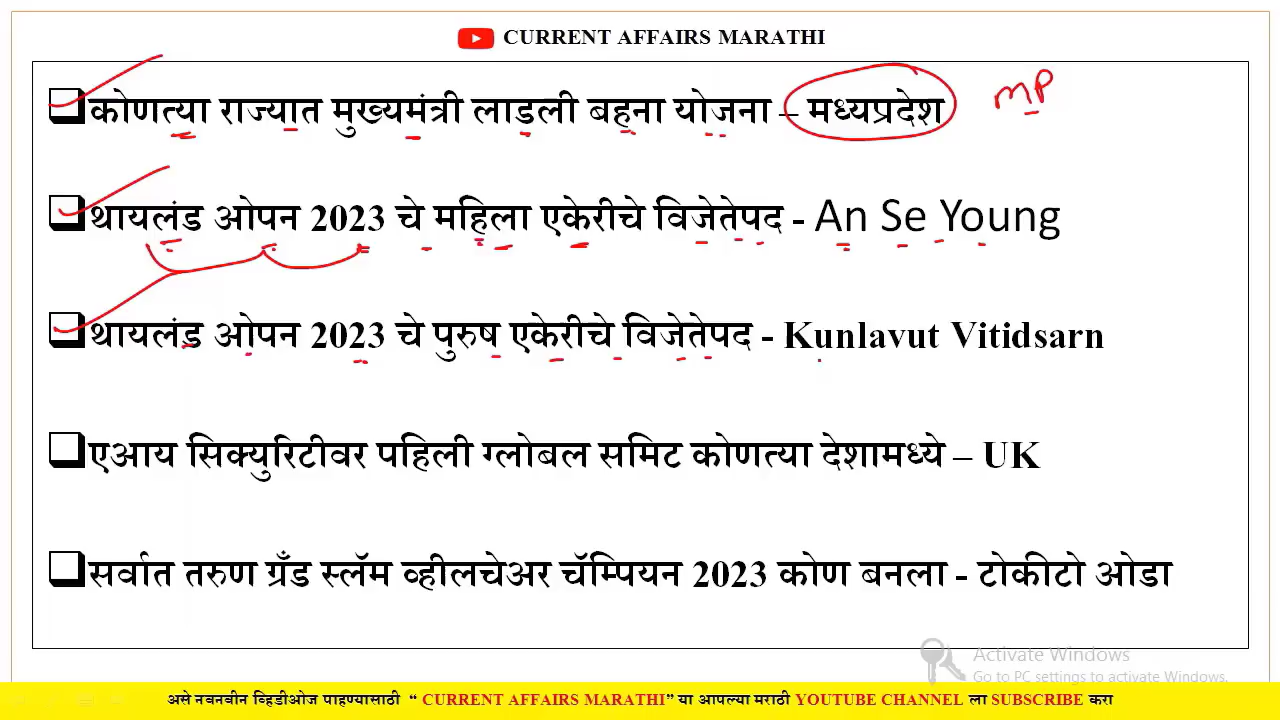 CURRENT AFFAIRS MARATHI
कोणत्या राज्यात मुख्यमंत्री लाडली बहना योजना – मध्यप्रदेश MP
थायलंड ओपन 2023 चे महिला एकेरीचे विजेतेपद - An Se Young
थायलंड ओपन 2023 चे पुरुष एकेरीचे विजेतेपद - Kunlavut Vitidsarn
एआय सिक्युरिटीवर पहिली ग्लोबल समिट कोणत्या देशामध्ये – UK
सर्वात तरुण ग्रँड स्लॅम व्हीलचेअर चॅम्पियन 2023 कोण बनला - टोकीटो ओडा
Activate Windows
Go to PC settings to activate Windows.
असे नवनवीन व्हिडीओज पाहण्यासाठी “ CURRENT AFFAIRS MARATHI” या आपल्या मराठी YOUTUBE CHANNEL ला SUBSCRIBE करा